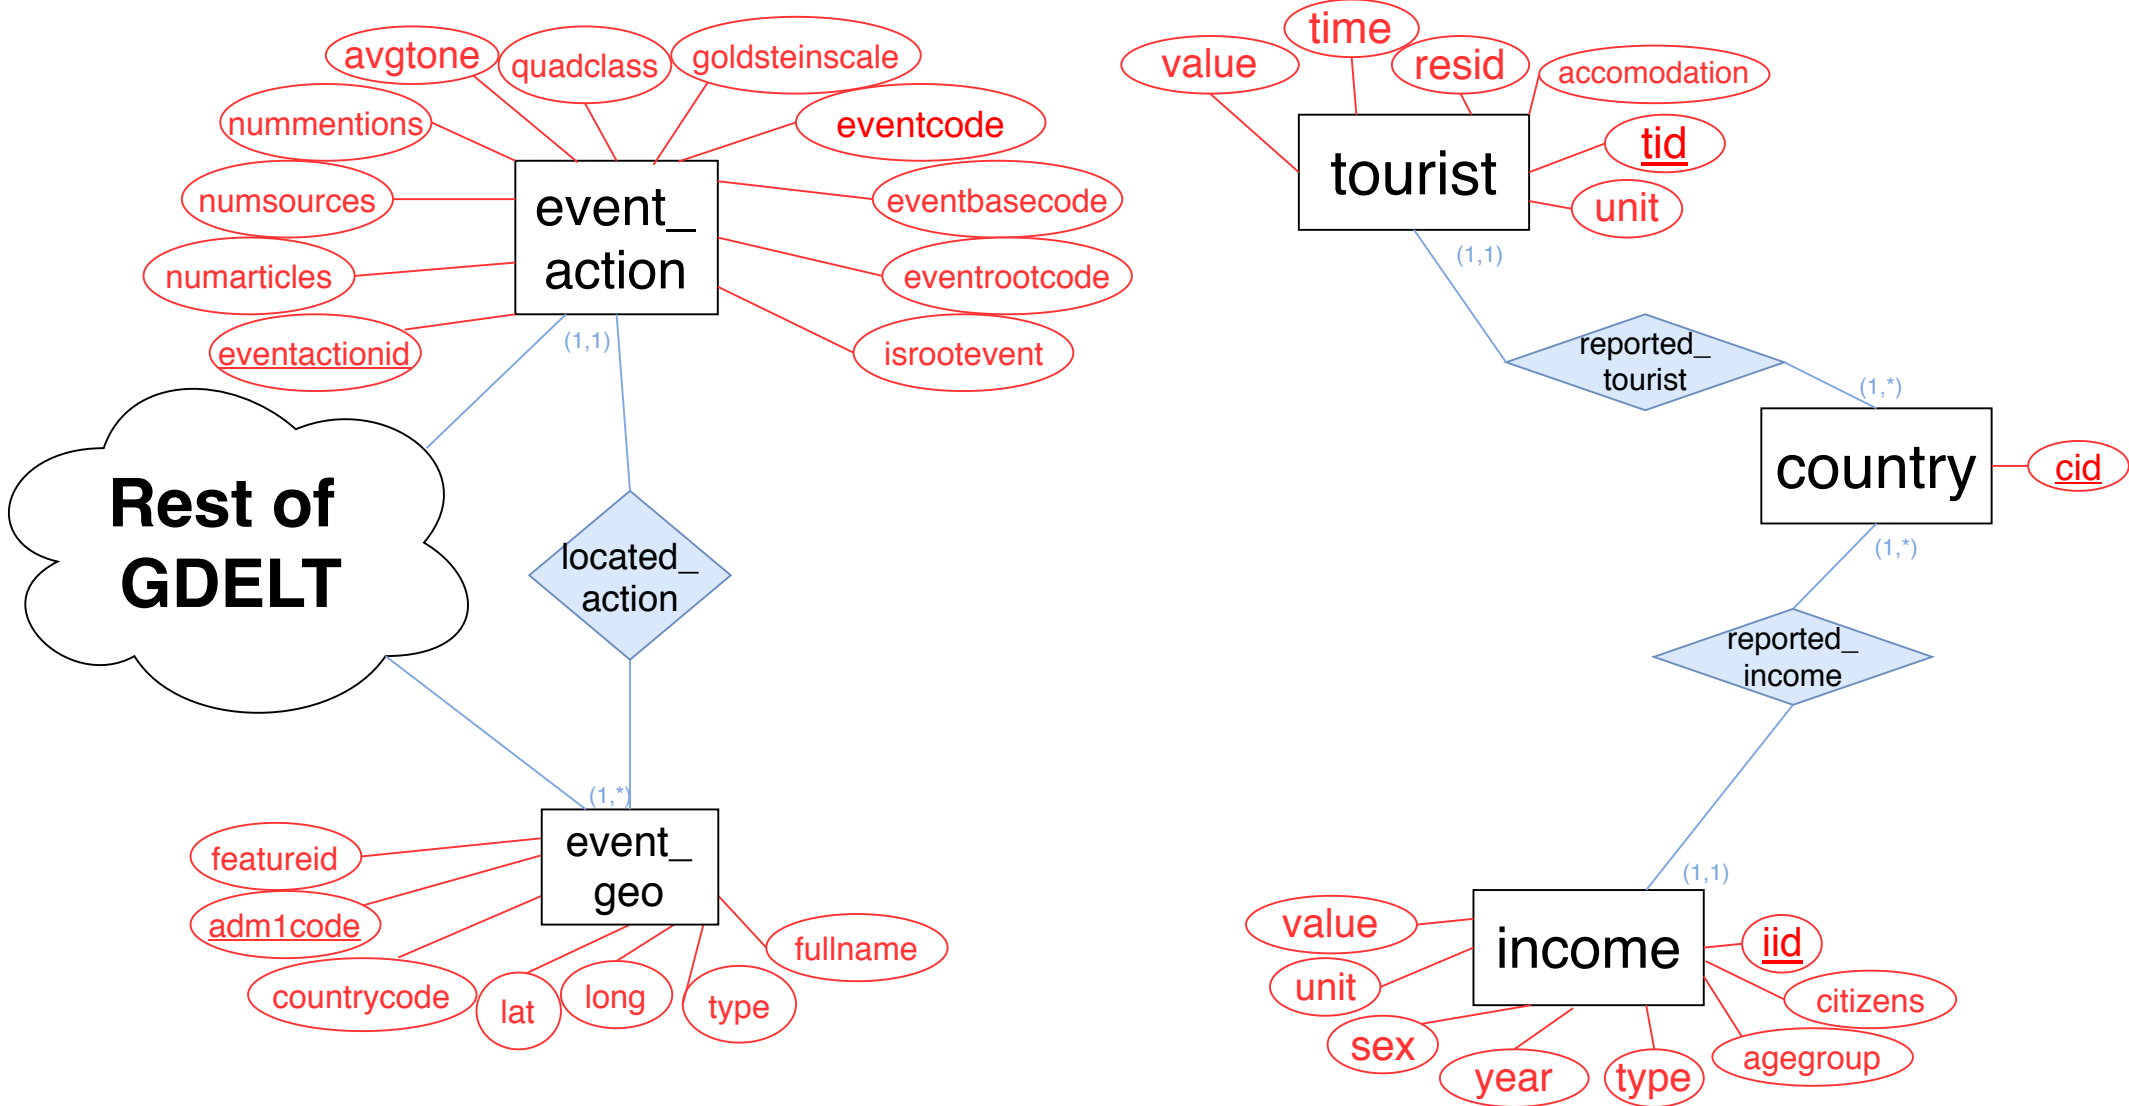 avgtone
quadclass
goldsteinscale
nummentions
eventcode
numsources
eventbasecode
numarticles
eventrootcode
eventactionid
isrootevent
event_
action
(1,1)
Rest of
GDELT
located_
action
(1,*)
event_
geo
featureid
adm1code
countrycode
lat
long
type
fullname
time
value
resid
accomodation
tourist
tid
unit
(1,1)
reported_
tourist
(1,*)
country
cid
(1,*)
reported_
income
(1,1)
income
value
unit
sex
year
type
agegroup
citizens
iid